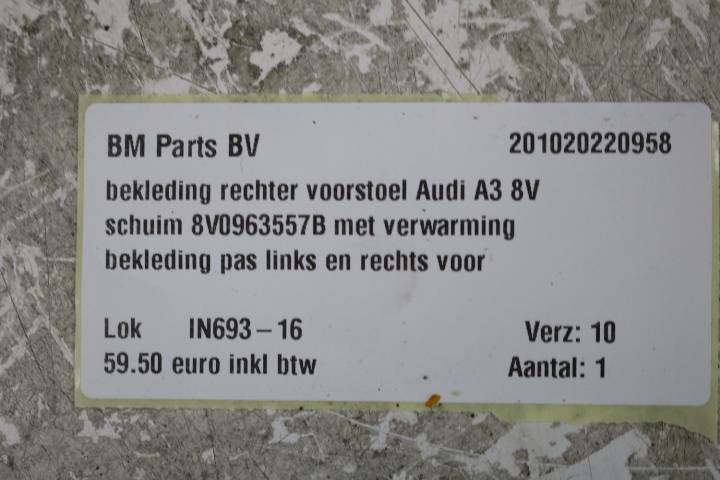 BM Parts BV 201020220958
bekleding rechter voorstoel Audi A3 8V
schuim 8V0963557B met verwarming
bekleding pas links en rechts voor
Lok IN693-16 Verz: 10
59.50 euro inkl btw Aantal: 1